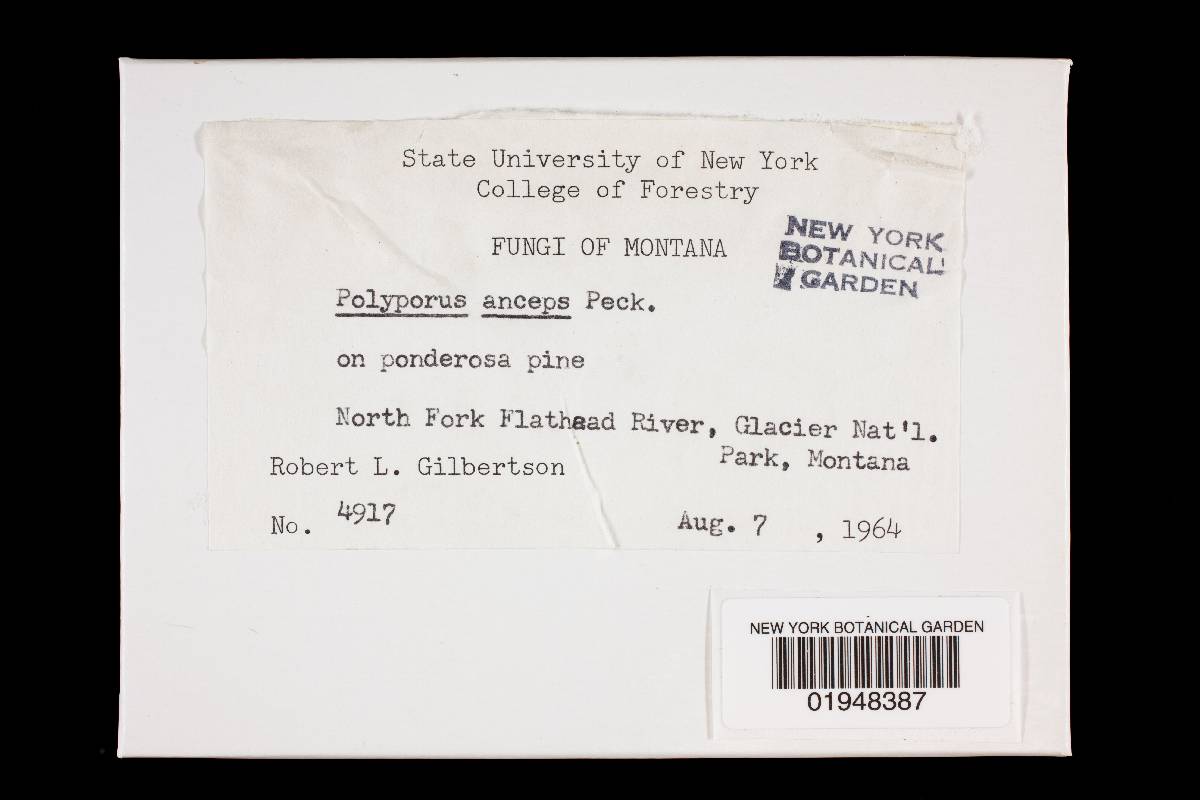 State University of New York
College of Forestry
FUNGI OF MONTANA
NEW YORK
BOTANICAL
GARDEN
Polyporus anceps Peck.
on ponderosa pine
North Fork Flathead River, Glacier Nat'l.
Park, Montana
Robert L. Gilbertson
No. 4917
Aug. 7 , 1964
NEW YORK BOTANICAL GARDEN
01948387